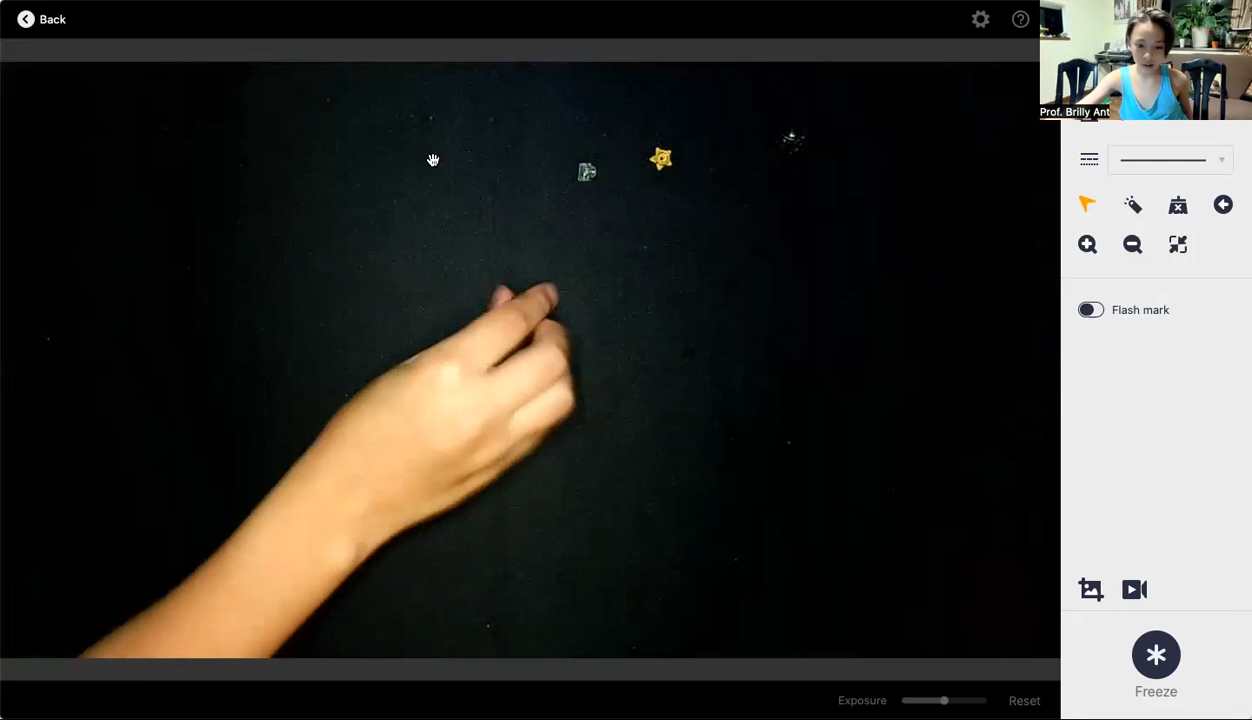 Back
Prof. Brilly Ant
Flash mark
Freeze
Exposure
Reset